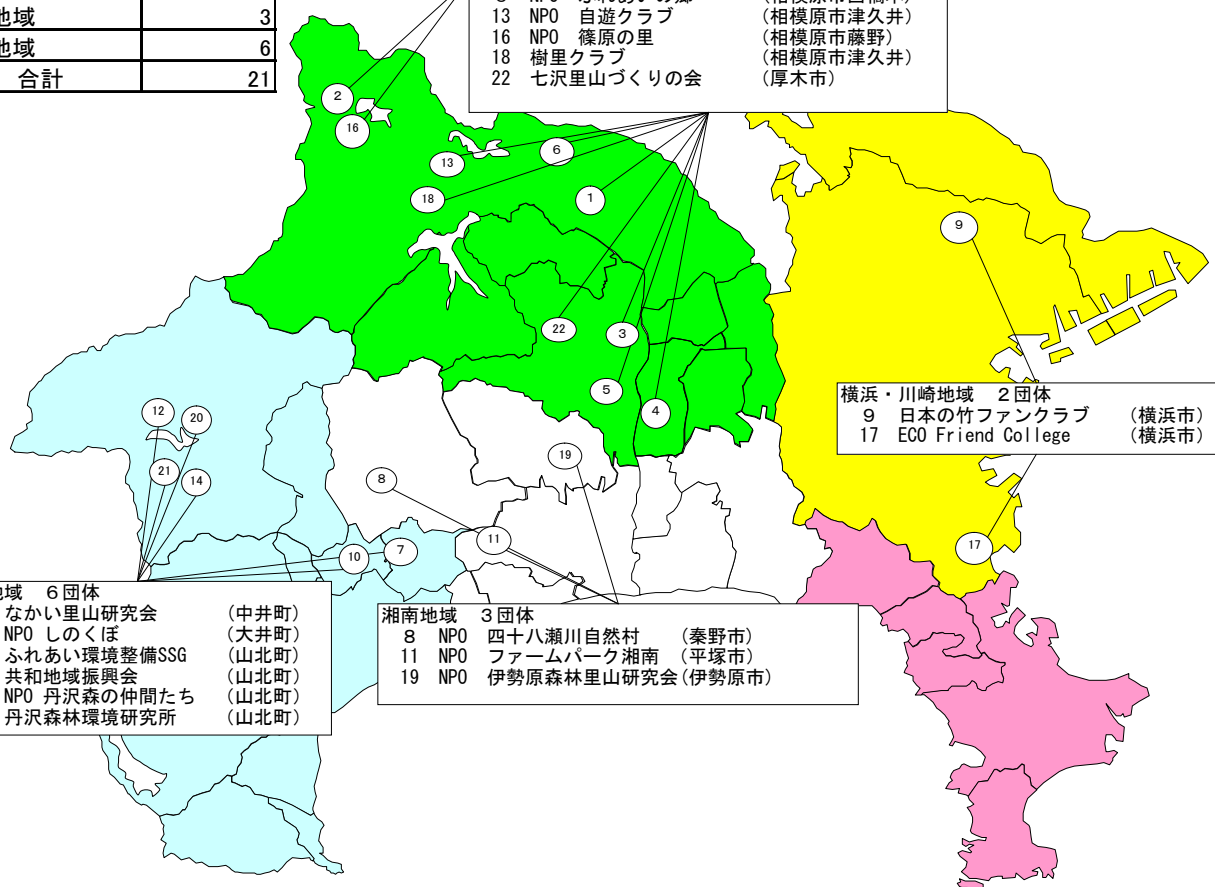 地域 3
地域 6
合計 21
13 NPO 自遊クラブ (相模原市津久井)
16 NPO 篠原の里 (相模原市藤野)
18 樹里クラブ (相模原市津久井)
22 七沢里山づくりの会 (厚木市)
2
16
13
6
18
1
9
22
3
5
4
横浜・川崎地域 2団体
9 日本の竹ファンクラブ (横浜市)
17 ECO Friend College (横浜市)
12
20
21
14
8
19
10
7
11
17
地域 6団体
なかい里山研究会 (中井町)
NPO しのくぼ (大井町)
ふれあい環境整備SSG (山北町)
共和地域振興会 (山北町)
NPO 丹沢森の仲間たち (山北町)
丹沢森林環境研究所 (山北町)
湘南地域 3団体
8 NPO 四十八瀬川自然村 (秦野市)
11 NPO ファームパーク湘南 (平塚市)
19 NPO 伊勢原森林里山研究会(伊勢原市)